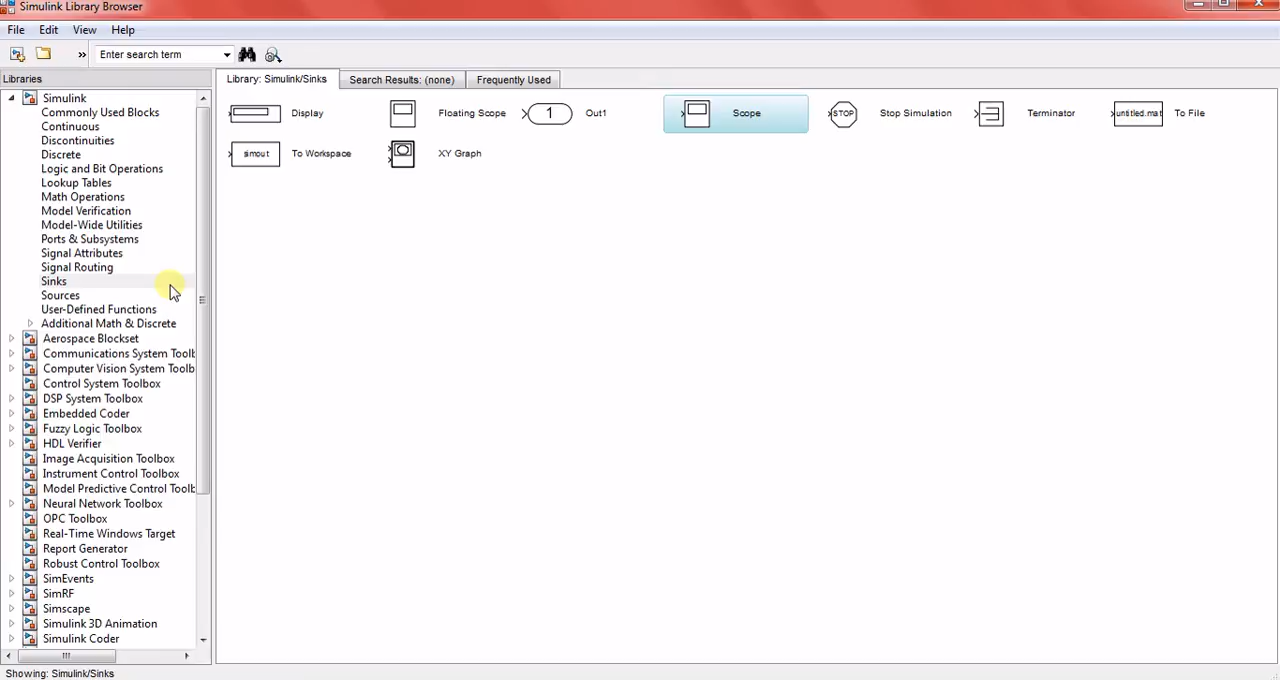 Simulink Library Browser
File Edit View Help
» Enter search term
Libraries
Library: Simulink/Sinks Search Results: (none) Frequently Used
Simulink
Commonly Used Blocks
Continuous
Discontinuities
Discrete
Logic and Bit Operations
Lookup Tables
Math Operations
Model Verification
Model-Wide Utilities
Ports & Subsystems
Signal Attributes
Signal Routing
Sinks
Sources
User-Defined Functions
Additional Math & Discrete
Aerospace Blockset
Communications System Toolb
Computer Vision System Toolb
Control System Toolbox
DSP System Toolbox
Embedded Coder
Fuzzy Logic Toolbox
HDL Verifier
Image Acquisition Toolbox
Instrument Control Toolbox
Model Predictive Control Toolb
Neural Network Toolbox
OPC Toolbox
Real-Time Windows Target
Report Generator
Robust Control Toolbox
SimEvents
SimRF
Simscape
Simulink 3D Animation
Simulink Coder
Display Floating Scope 1 Out1 Scope STOP Stop Simulation Terminator untitled.mat To File
simout To Workspace XY Graph
Showing: Simulink/Sinks